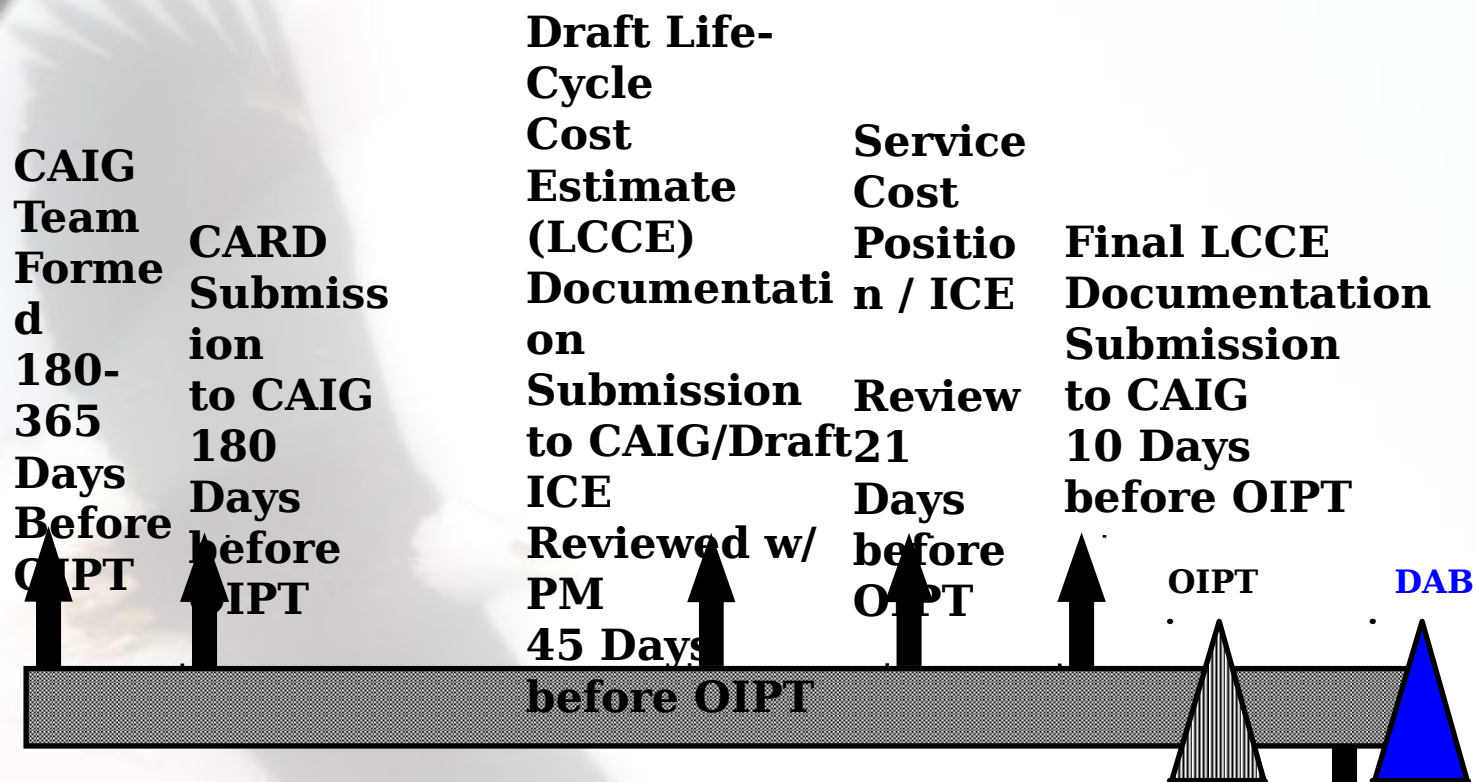 CAIG
Team
Forme
d
180-
365
Days
Before
OIPT
CARD
Submiss
ion
to CAIG
180
Days
before
OIPT
Draft Life-
Cycle
Cost
Estimate
(LCCE)
Documentati
on
Submission
to CAIG/Draft
ICE
Reviewed w/
PM
45 Days
before OIPT
Service
Cost
Positio
n / ICE
Review
21
Days
before
OIPT
Final LCCE
Documentation
Submission
to CAIG
10 Days
before OIPT
OIPT
DAB